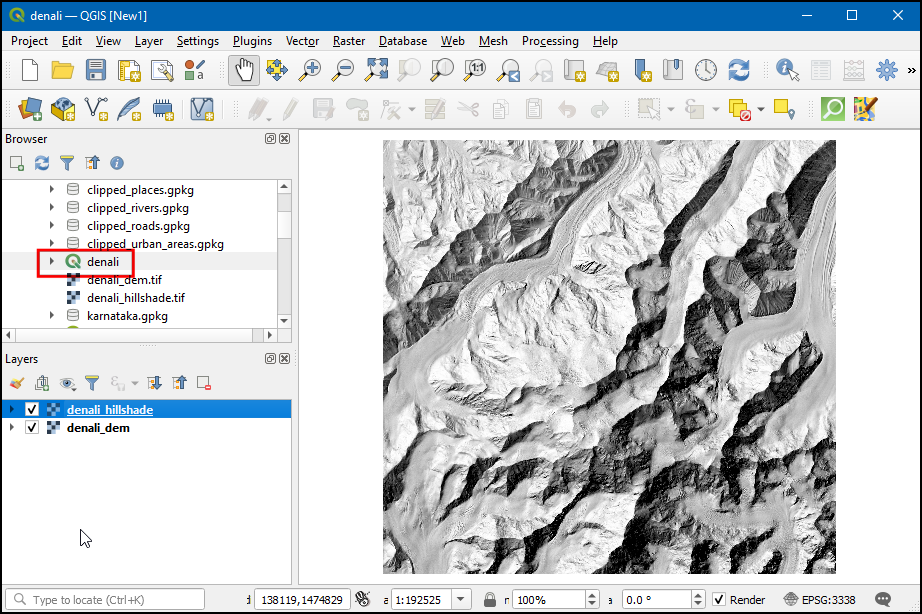 denali — QGIS [New1]
Project Edit View Layer Settings Plugins Vector Raster Database Web Mesh Processing Help
1:1
a
»
Browser
clipped_places.gpkg
clipped_rivers.gpkg
clipped_roads.gpkg
clipped_urban_areas.gpkg
denali
denali_dem.tif
denali_hillshade.tif
karnataka.gpkg
Layers
denali_hillshade
denali_dem
Type to locate (Ctrl+K) 138119,1474829 a 1:192525 100% a 0.0 ° Render EPSG:3338